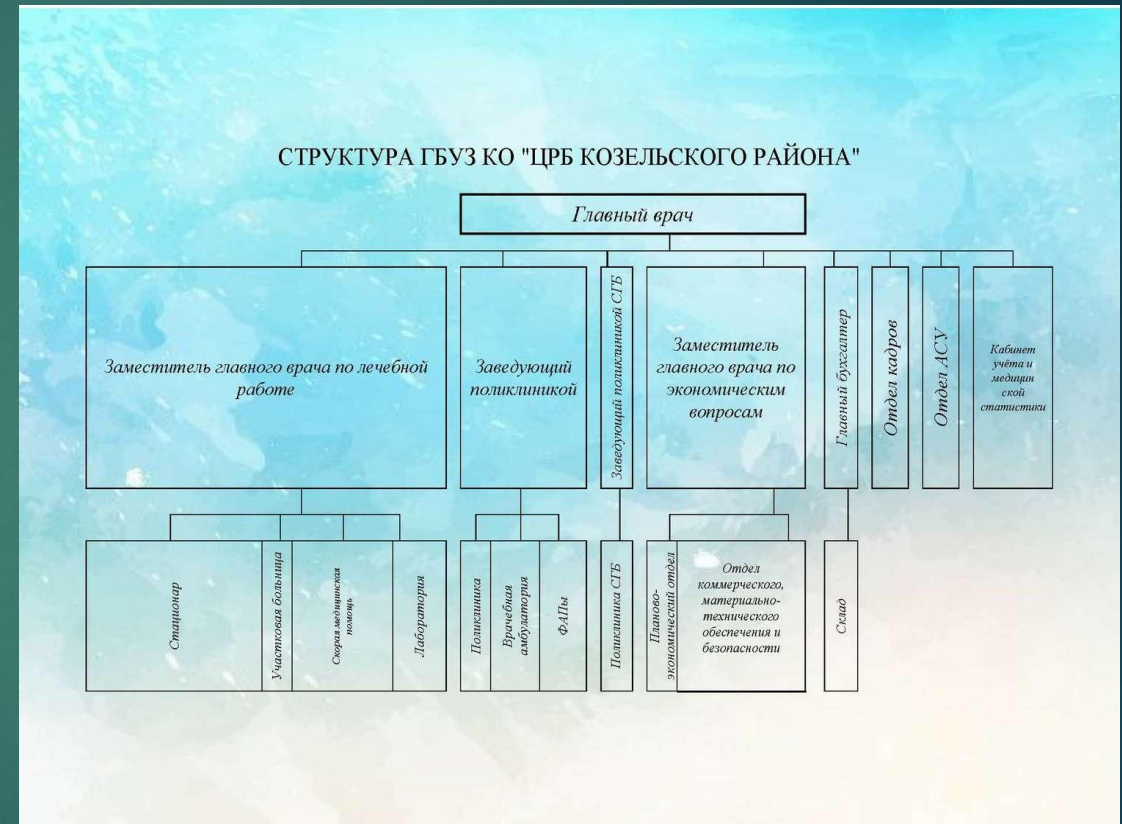 СТРУКТУРА ГБУЗ КО "ЦРБ КОЗЕЛЬСКОГО РАЙОНА"
Главный врач
Заместитель главного врача по лечебной
работе
Заведующий
поликлиникой
Заведующий поликлиникой СГБ
Заместитель
главного врача по
экономическим
вопросам
Главный бухгалтер
Отдел кадров
Отдел АСУ
Кабинет
учёта и
медицин
ской
статистики
Стационар
Участковая больница
Скорая медицинская
помощь
Лаборатория
Поликлиника
Врачебная
амбулатория
ФАПы
Поликлиника СГБ
Планово-
экономический отдел
Отдел
коммерческого,
материально-
технического
обеспечения и
безопасности
Склад